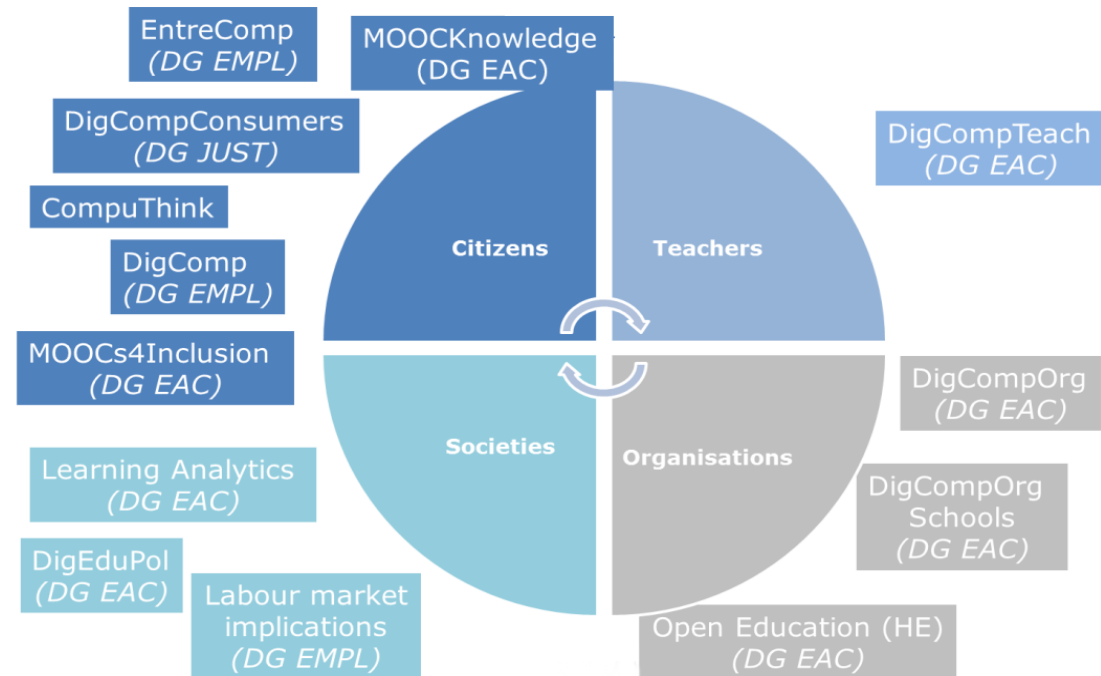 EntreComp
(DG EMPL)
MOOCKnowledge
(DG EAC)
DigCompConsumers
(DG JUST)
DigCompTeach
(DG EAC)
CompuThink
DigComp
(DG EMPL)
Citizens
Teachers
MOOCs4Inclusion
(DG EAC)
DigCompOrg
(DG EAC)
Societies
Organisations
Learning Analytics
(DG EAC)
DigCompOrg
Schools
(DG EAC)
DigEduPol
(DG EAC)
Labour market
implications
(DG EMPL)
Open Education (HE)
(DG EAC)